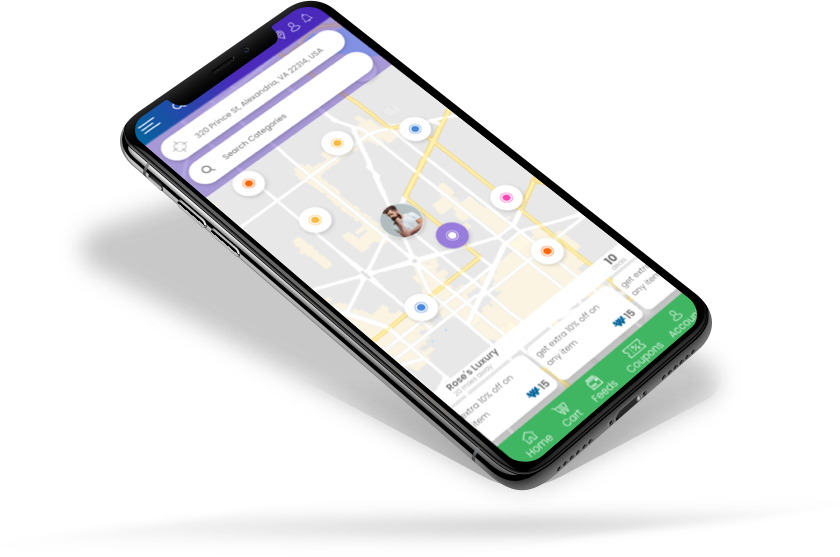 320 Prince St, Alexandria, VA 22314, USA
Search Categories
Rose's Luxury
20 miles away
10
deals
extra 10% off on
item
15
get extra 10% off on
any item
15
get extra
any item
Home
Cart
Feeds
Coupons
Account